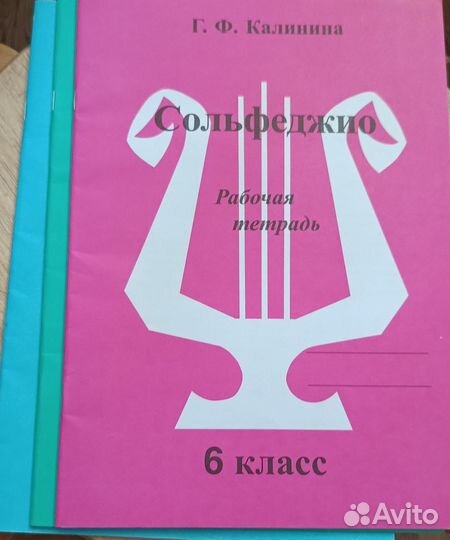 Г. Ф. Калинина
Сольфеджио
Рабочая
тетрадь
6 класс
Avito